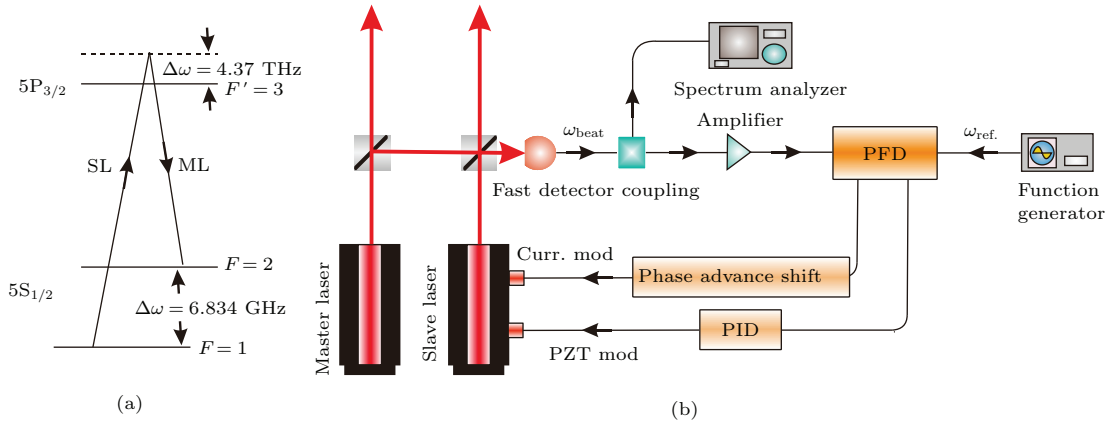 Δω = 4.37 THz
5P3/2
F′ = 3
SL
ML
F = 2
5S1/2
Δω = 6.834 GHz
F = 1
(a)
Spectrum analyzer
ωbeat
Amplifier
ωref.
PFD
Fast detector coupling
Function
generator
Curr. mod
Phase advance shift
Master laser
Slave laser
PID
PZT mod
(b)